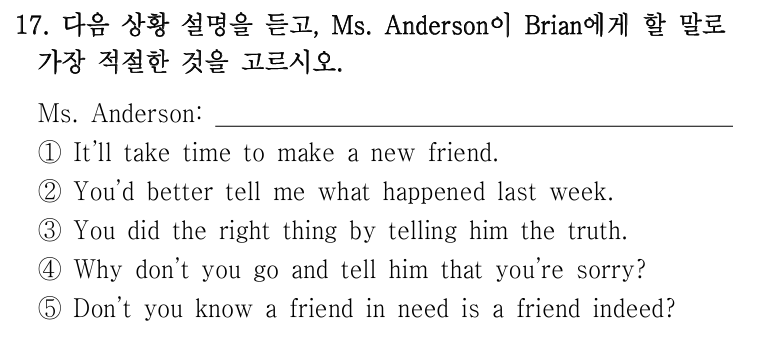 17. 다음 상황 설명을 듣고, Ms. Anderson이 Brian에게 할 말로
가장 적절한 것을 고르시오.
Ms. Anderson:
① It'll take time to make a new friend.
② You'd better tell me what happened last week.
③ You did the right thing by telling him the truth.
④ Why don't you go and tell him that you're sorry?
⑤ Don't you know a friend in need is a friend indeed?